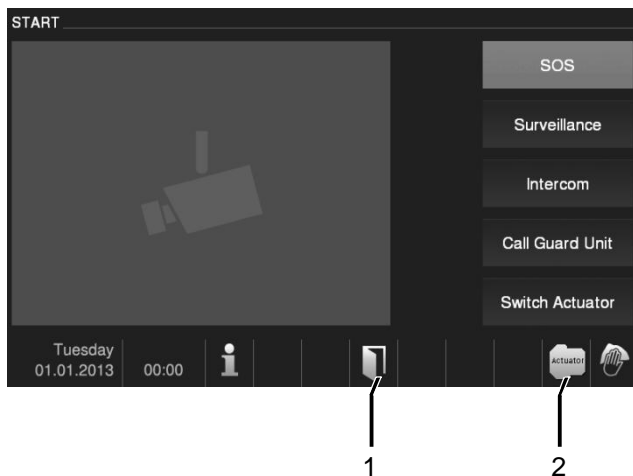 START
SOS
Surveillance
Intercom
Call Guard Unit
Switch Actuator
Tuesday
01.01.2013 00:00 Actuator
1 2